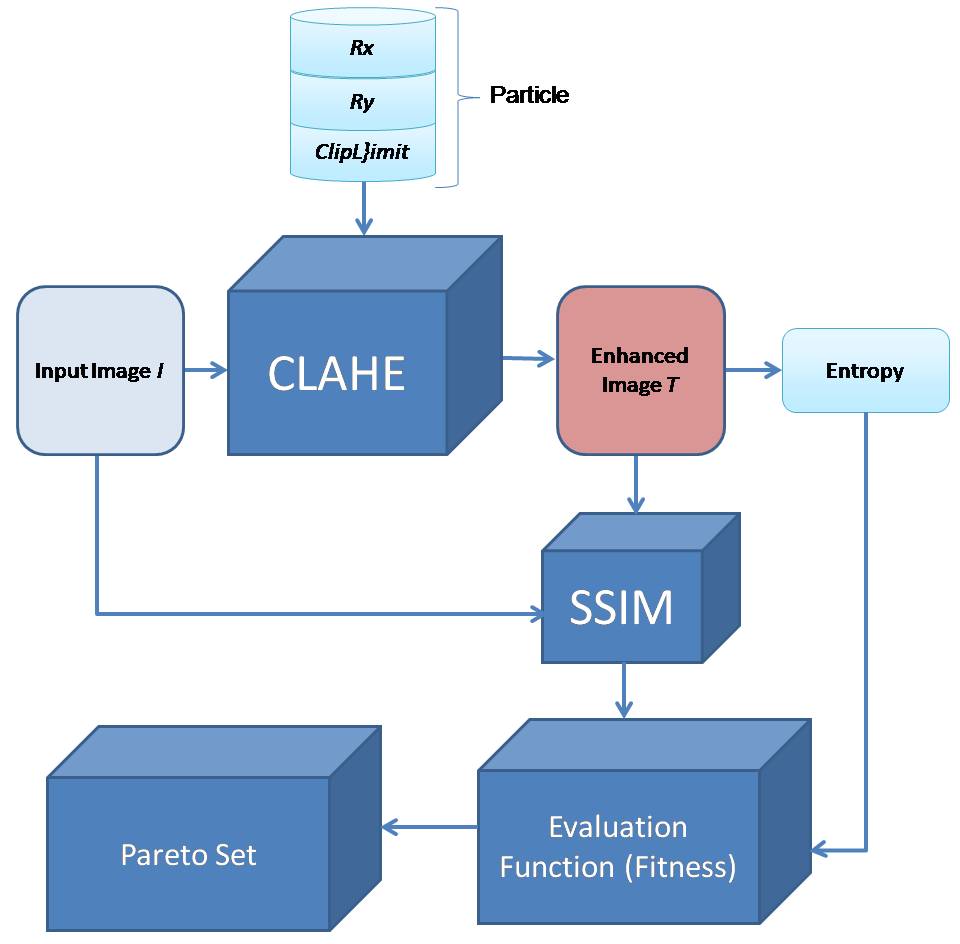 Rx
Ry
ClipL}imit
Particle
Input Image I
CLAHE
Enhanced
Image T
Entropy
SSIM
Evaluation
Function (Fitness)
Pareto Set